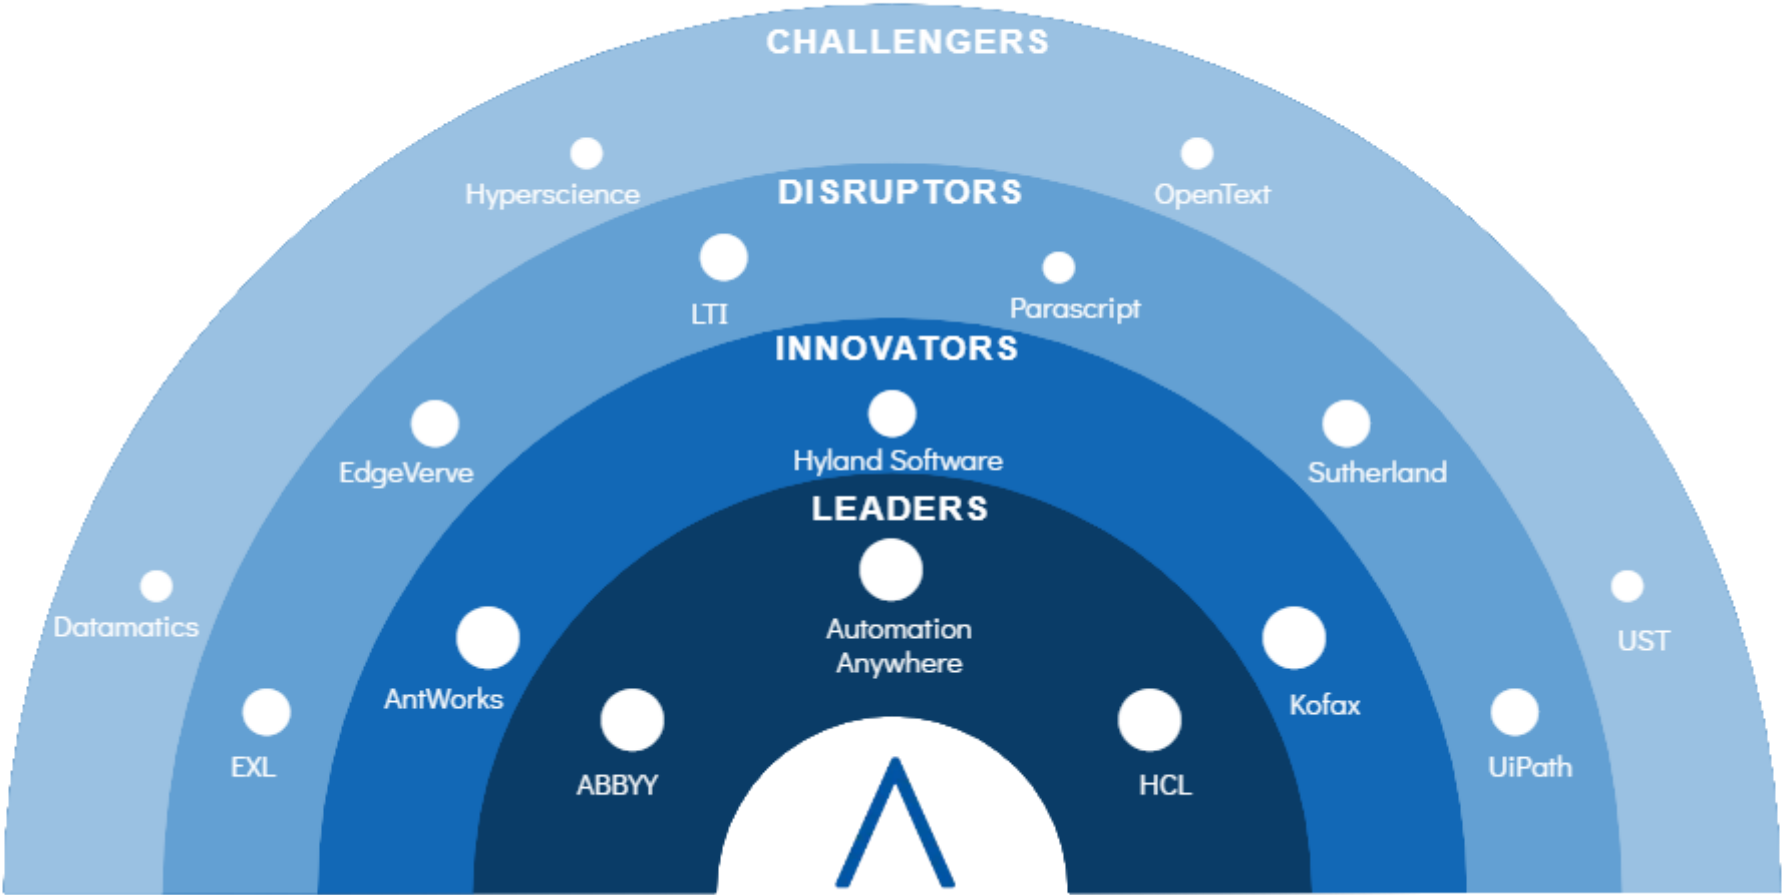 CHALLENGERS
Hyperscience
OpenText
DISRUPTORS
LTI
Parascript
INNOVATORS
EdgeVerve
Hyland Software
Sutherland
LEADERS
Datamatics
Automation
Anywhere
UST
AntWorks
Kofax
EXL
UiPath
ABBYY
HCL